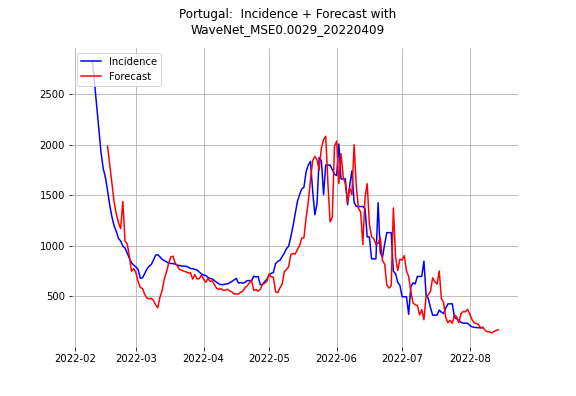 Portugal:  Incidence + Forecast with
WaveNet_MSE0.0029_20220409
Incidence
Forecast
2500
2000
1500
1000
500
2022-02 2022-03 2022-04 2022-05 2022-06 2022-07 2022-08